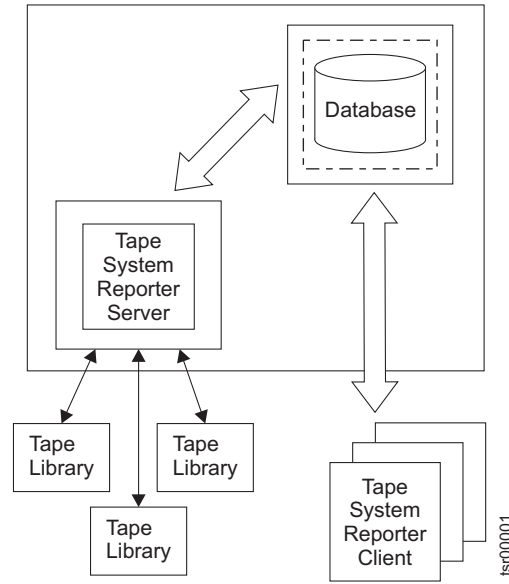 Database
Tape
System
Reporter
Server
Tape
Library
Tape
Library
Tape
Library
Tape
System
Reporter
Client
tsr00001